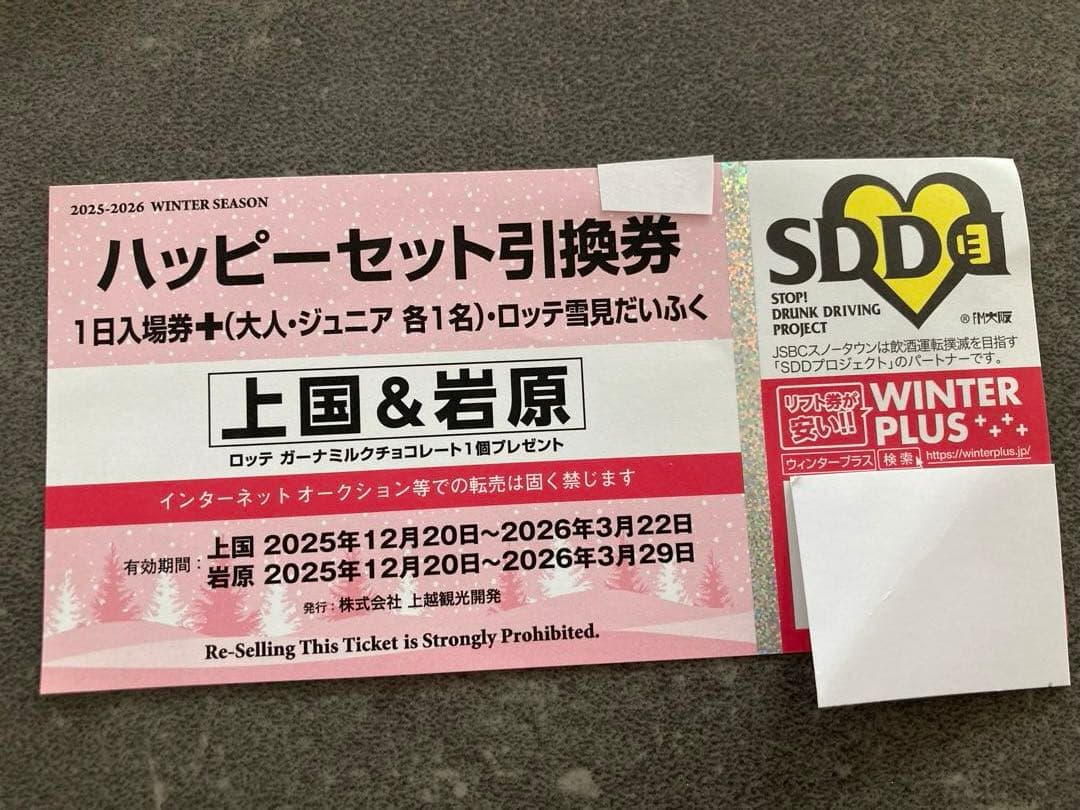 2025-2026 WINTER SEASON
ハッピーセット引換券
1日入場券+(大人・ジュニア 各1名)・ロッテ雪見だいふく
上国&岩原
ロッテ ガーナミルクチョコレート1個プレゼント
インターネットオークション等での転売は固く禁じます
有効期間:上国 2025年12月20日〜2026年3月22日
岩原 2025年12月20日〜2026年3月29日
発行:株式会社 上越観光開発
Re-Selling This Ticket is Strongly Prohibited.
SDD
STOP!
DRUNK DRIVING
PROJECT
®FM大阪
JSBCスノータウンは飲酒運転撲滅を目指す
「SDDプロジェクト」のパートナーです。
リフト券が
安い!!
WINTER
PLUS
ウィンタープラス 検索 https://winterplus.jp/